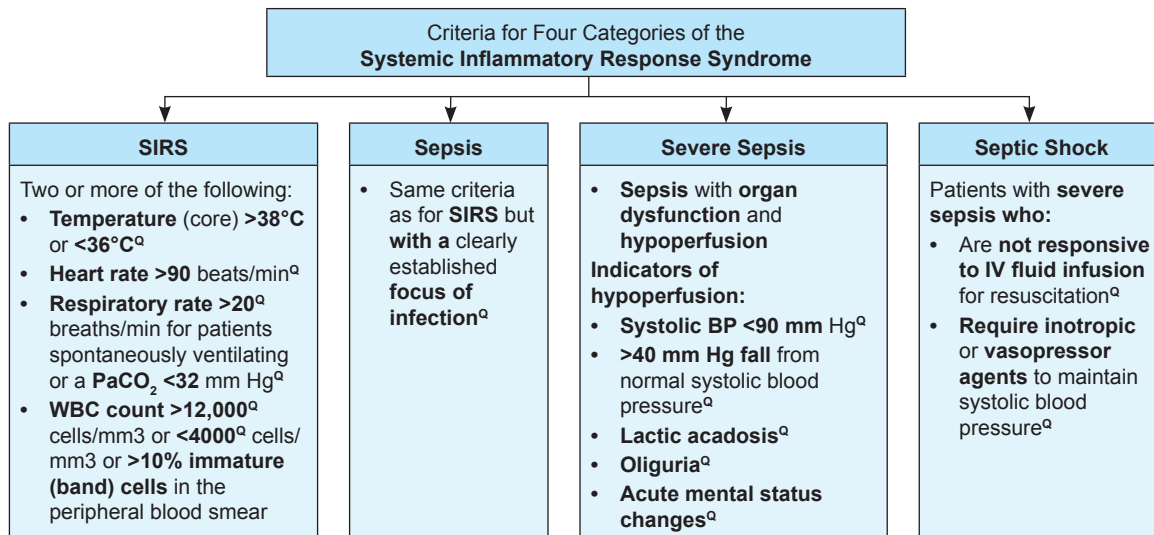 Criteria for Four Categories of the
Systemic Inflammatory Response Syndrome
SIRS
Two or more of the following:
• Temperature (core) >38°C
or <36°CQ
• Heart rate >90 beats/minQ
• Respiratory rate >20Q
breaths/min for patients
spontaneously ventilating
or a PaCO2 <32 mm HgQ
• WBC count >12,000Q
cells/mm3 or <4000Q cells/
mm3 or >10% immature
(band) cells in the
peripheral blood smear
Sepsis
• Same criteria
as for SIRS but
with a clearly
established
focus of
infectionQ
Severe Sepsis
• Sepsis with organ
dysfunction and
hypoperfusion
Indicators of
hypoperfusion:
• Systolic BP <90 mm HgQ
• >40 mm Hg fall from
normal systolic blood
pressureQ
• Lactic acadosisQ
• OliguriaQ
• Acute mental status
changesQ
Septic Shock
Patients with severe
sepsis who:
• Are not responsive
to IV fluid infusion
for resuscitationQ
• Require inotropic
or vasopressor
agents to maintain
systolic blood
pressureQ